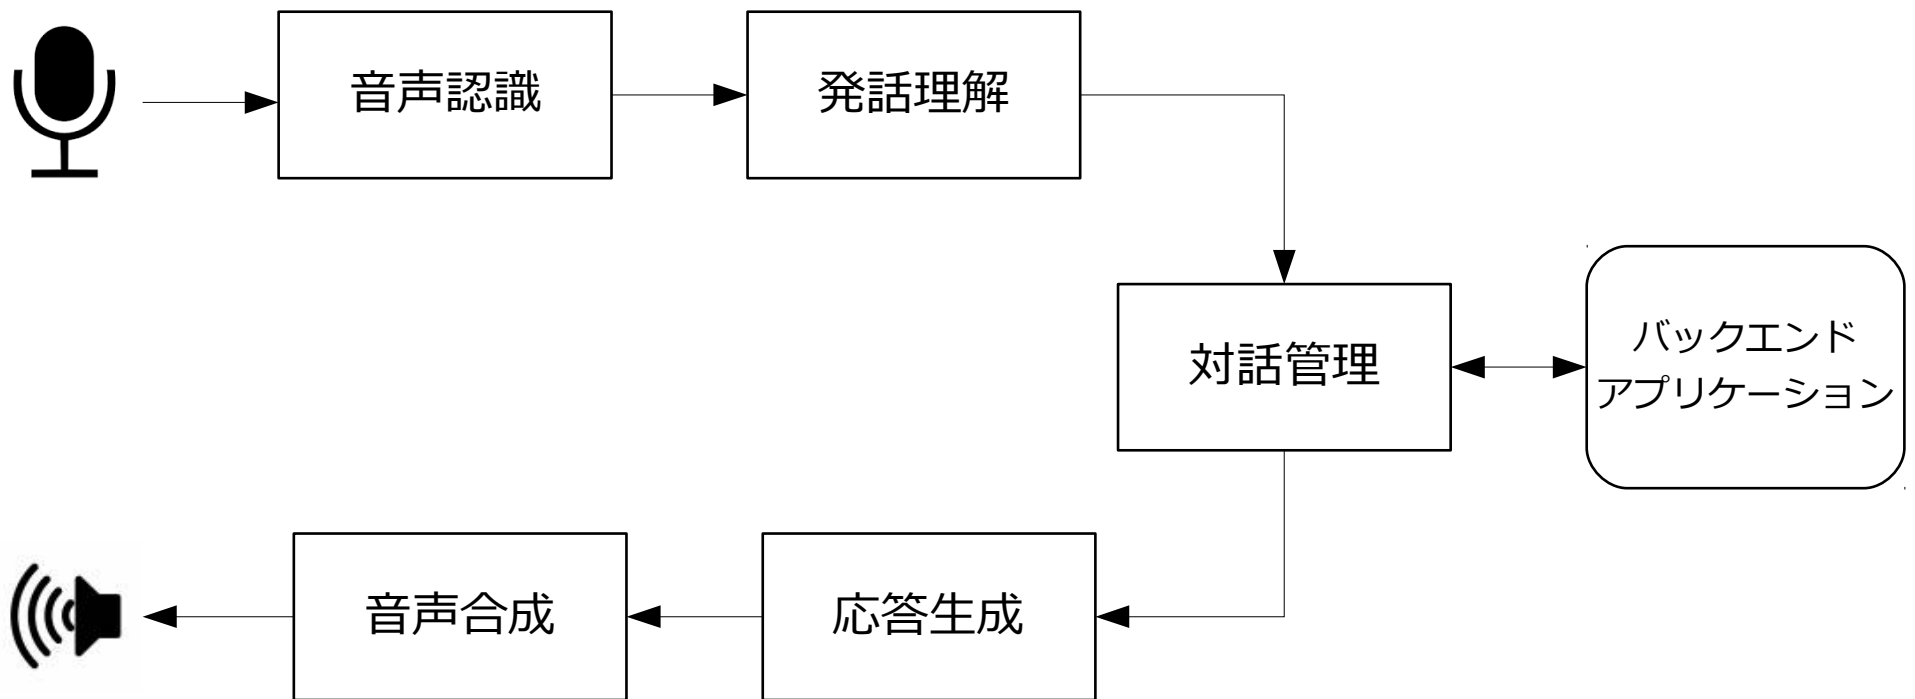 音声認識
発話理解
対話管理
バックエンド
アプリケーション
音声合成
応答生成